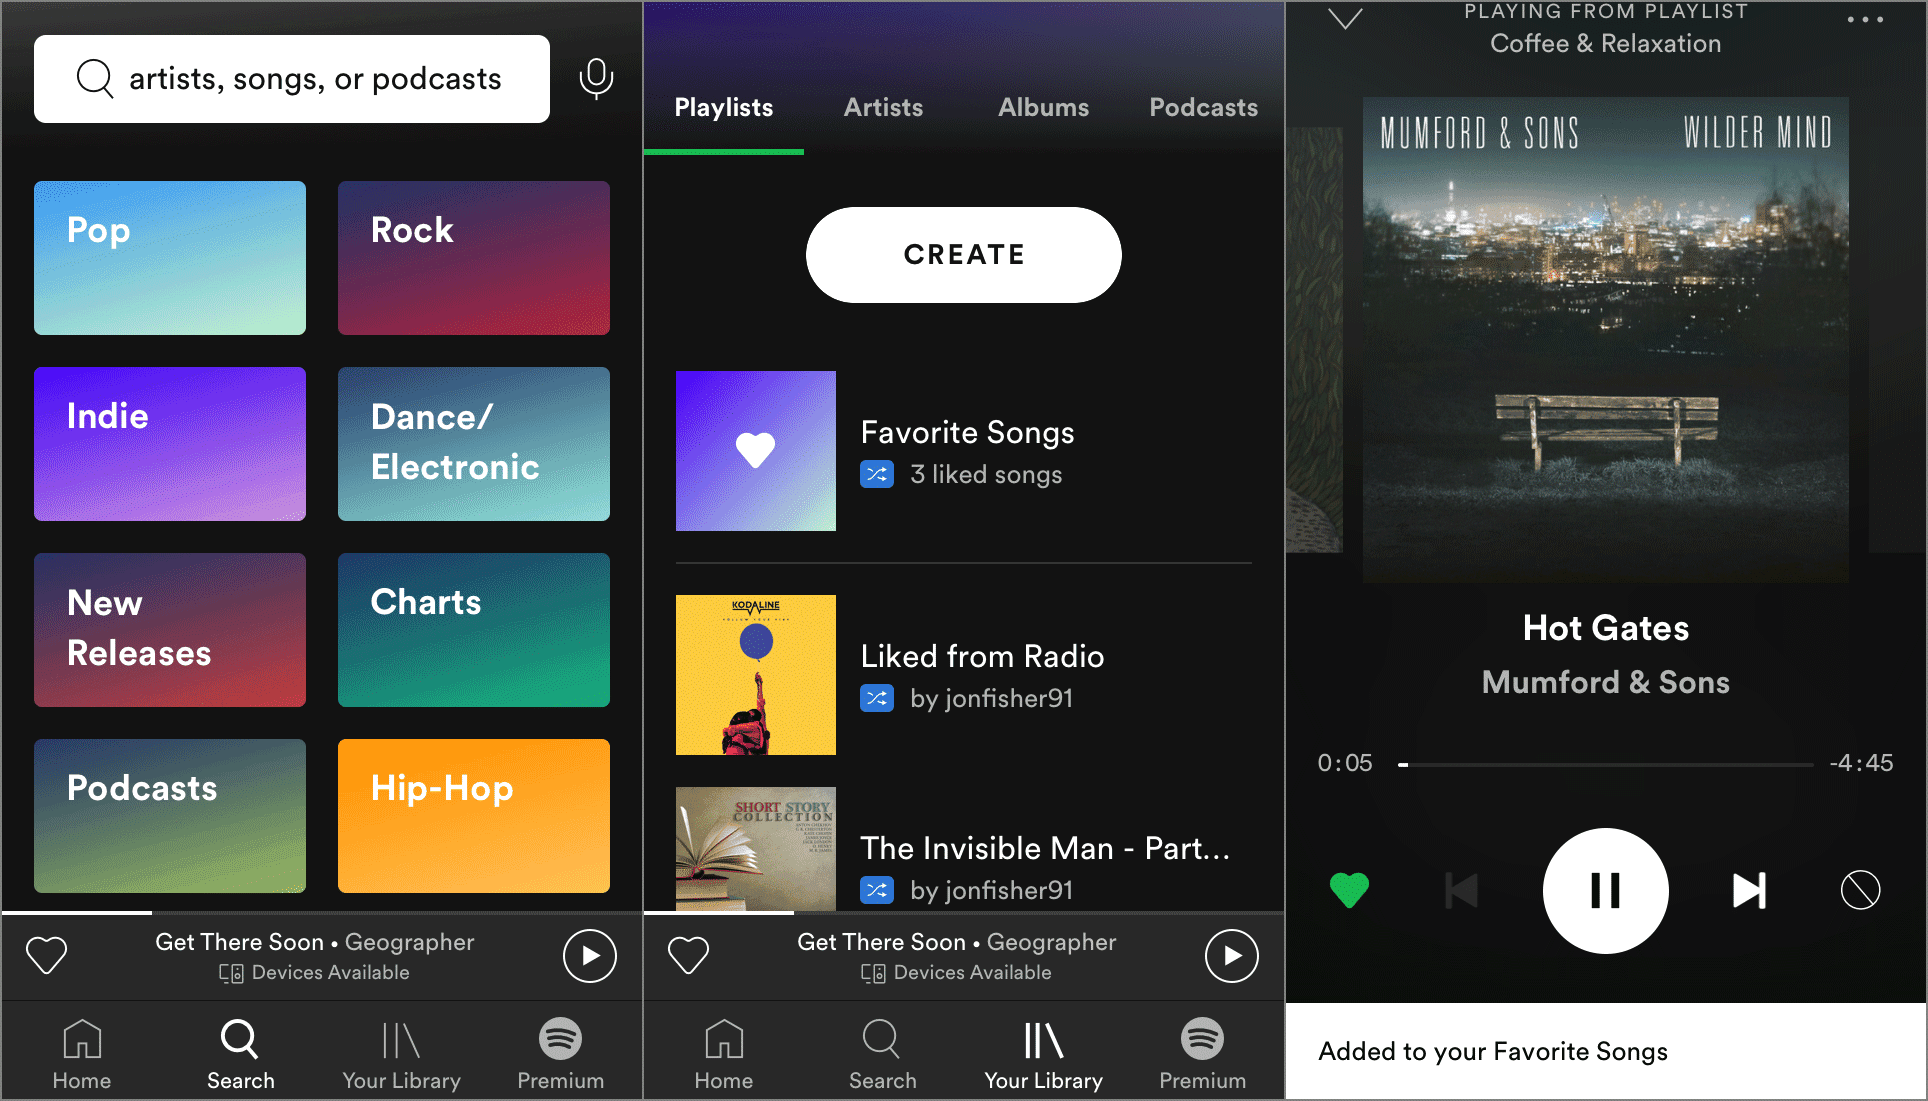 artists, songs, or podcasts
Pop
Rock
Indie
Dance/
Electronic
New
Releases
Charts
Podcasts
Hip-Hop
Get There Soon • Geographer
Devices Available
Home
Search
Your Library
Premium
Playlists
Artists
Albums
Podcasts
CREATE
Favorite Songs
3 liked songs
KODALINE
FOLLOW YOUR FIRE
Liked from Radio
by jonfisher91
SHORT STORY
COLLECTION
The Invisible Man - Part...
by jonfisher91
Get There Soon • Geographer
Devices Available
Home
Search
Your Library
Premium
PLAYING FROM PLAYLIST
Coffee & Relaxation
MUMFORD & SONS
WILDER MIND
Hot Gates
Mumford & Sons
0:05
-4:45
Added to your Favorite Songs